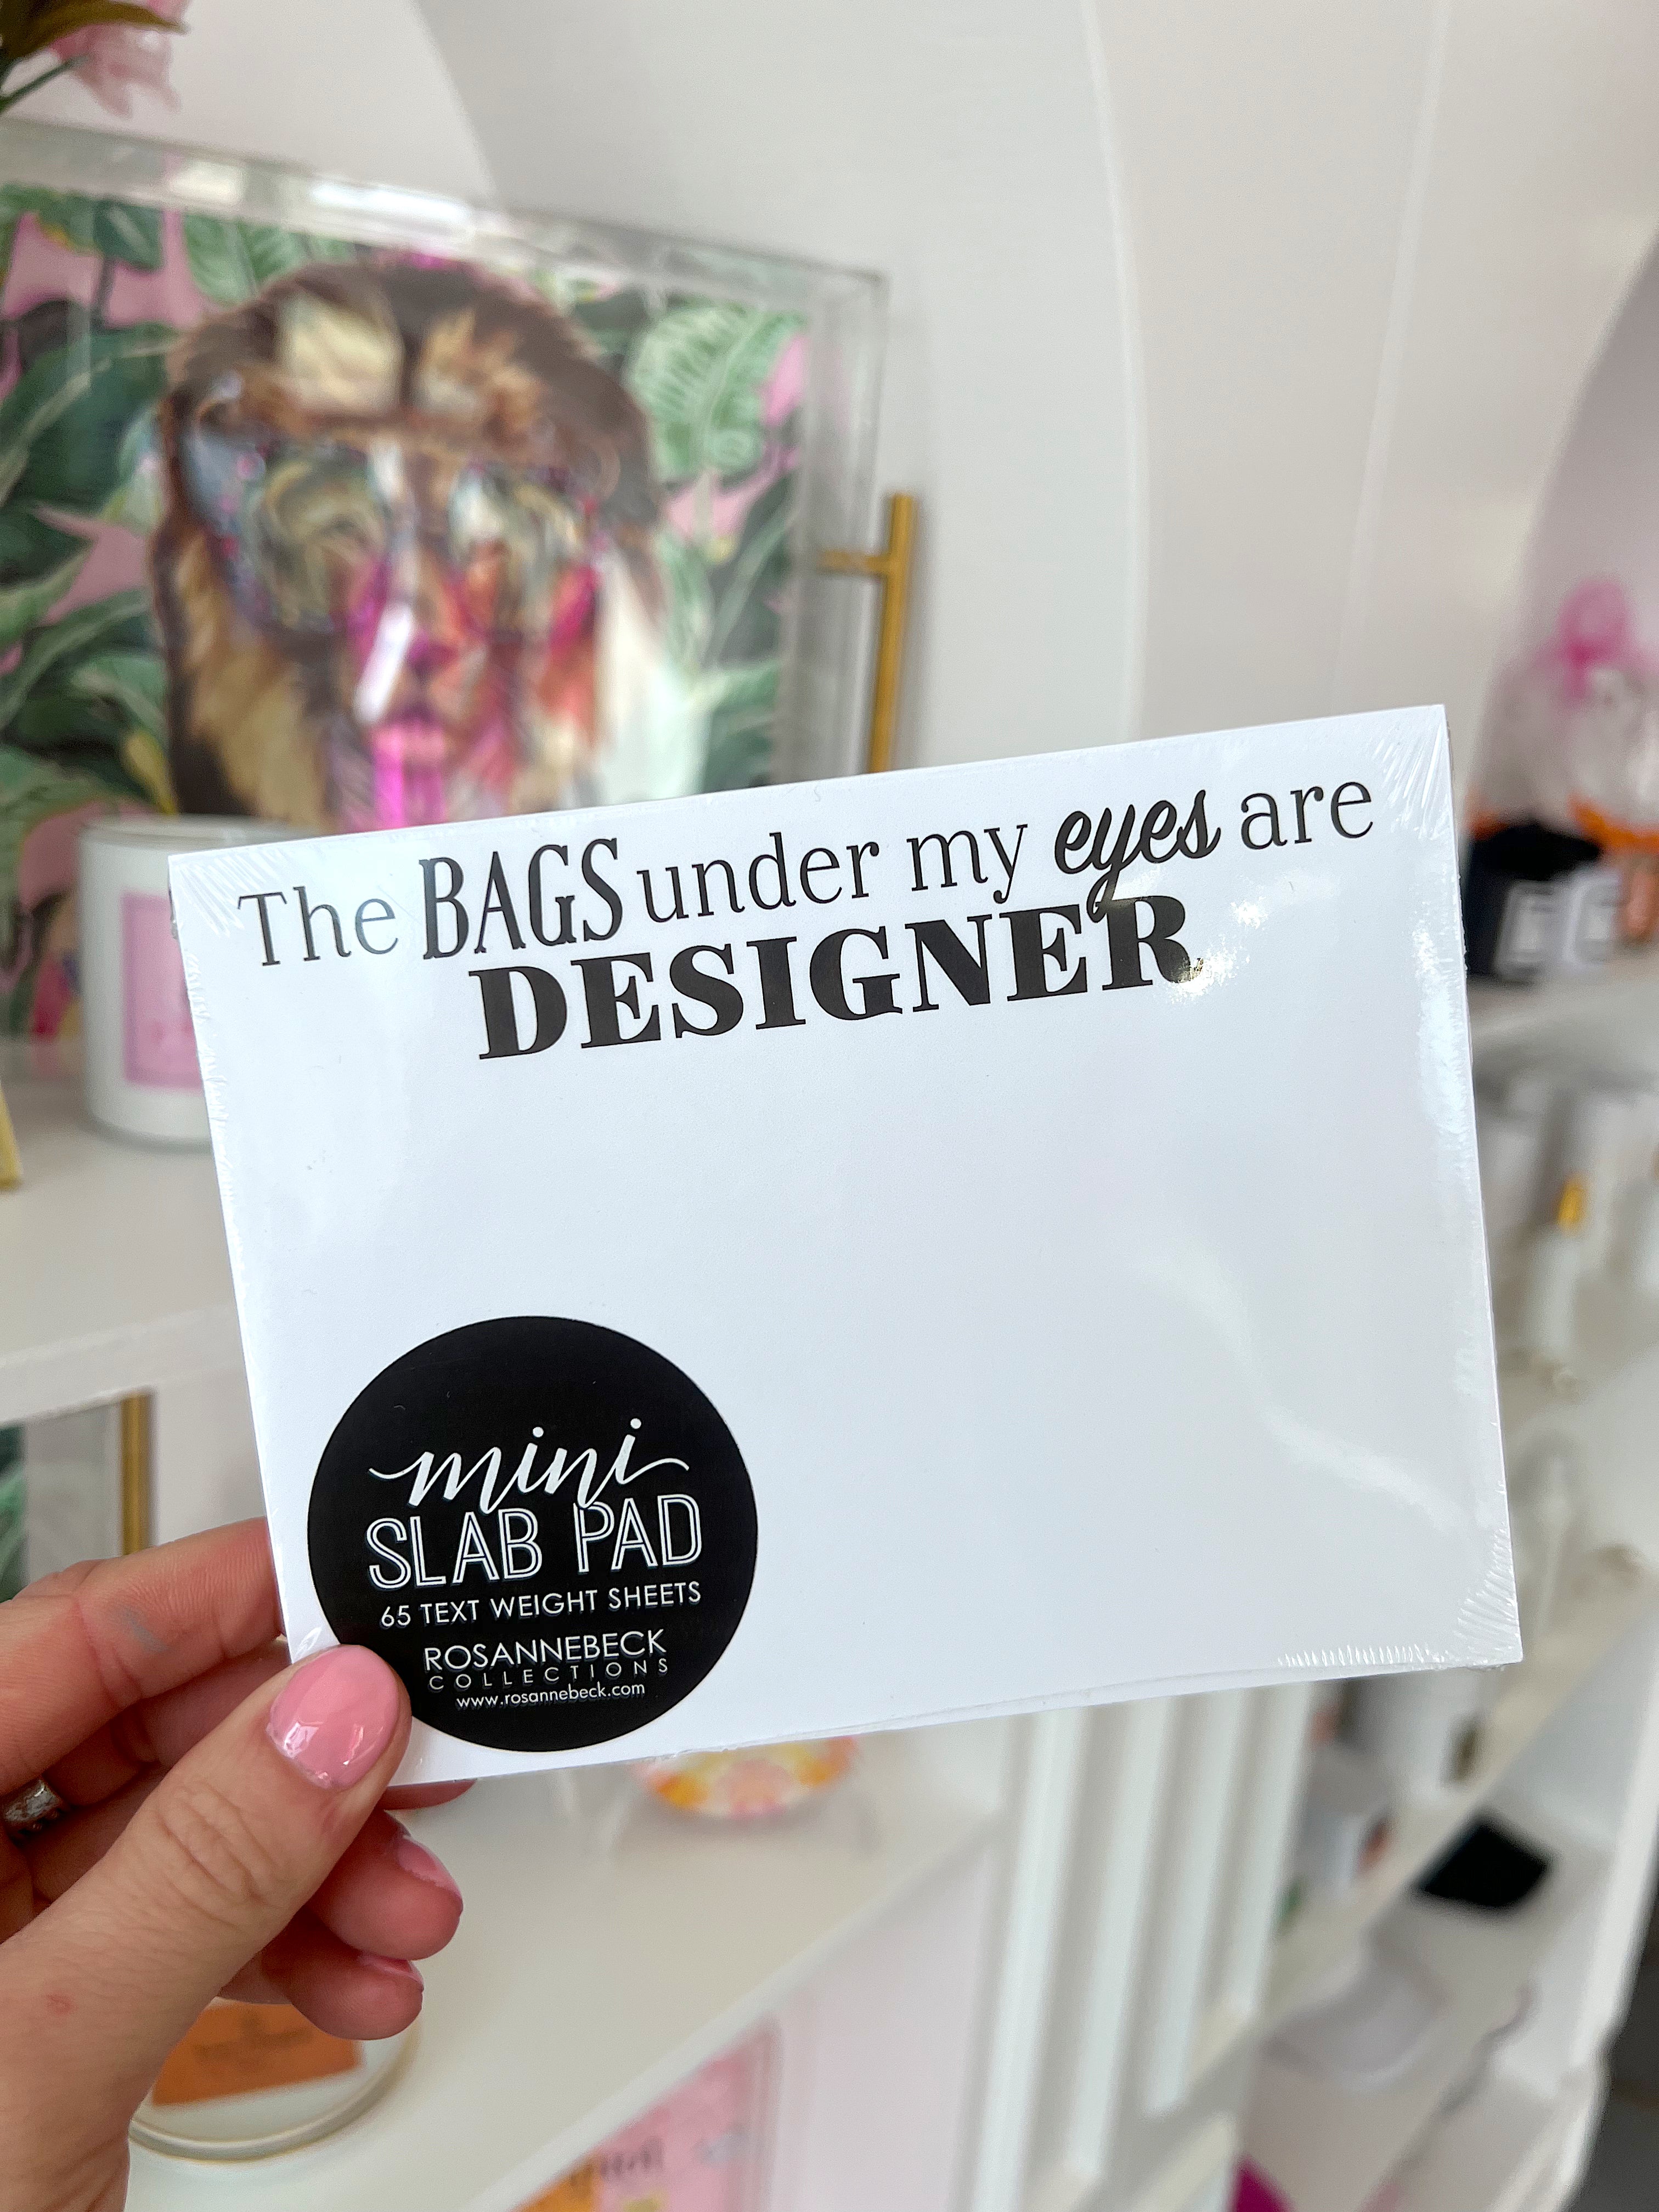 The BAGS under my eyes are
DESIGNER
mini
SLAB PAD
65 TEXT WEIGHT SHEETS
ROSANNEBECK
COLLECTIONS
www.rosannebeck.com